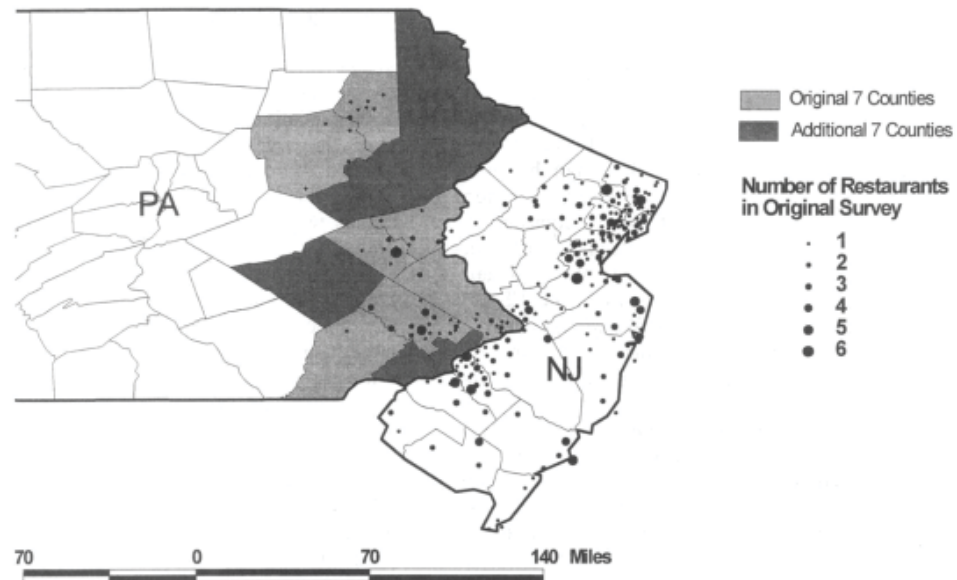 PA
NJ
Original 7 Counties
Additional 7 Counties
Number of Restaurants
in Original Survey
1
2
3
4
5
6
70 0 70 140 Miles